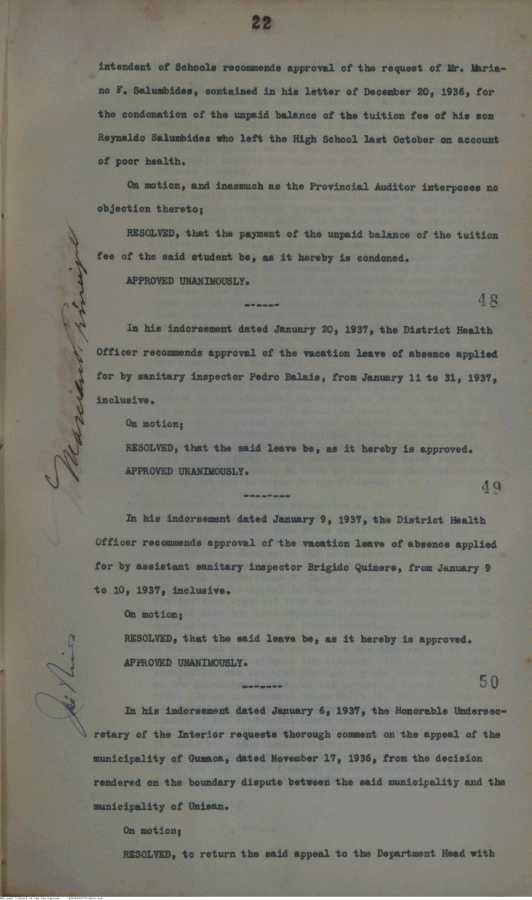 22
intendent of Schools recommends approval of the request of Mr. Maria-
no F. Salumbides, contained in his letter of December 20, 1936, for
the condonation of the unpaid balance of the tuition fee of his son
Reynaldo Salumbides who left the High School last October on account
of poor health.
On motion, and inasmuch as the Provincial Auditor interposes no
objection thereto;
RESOLVED, that the payment of the unpaid balance of the tuition
fee of the said student be, as it hereby is condoned.
APPROVED UNANIMOUSLY.
------
48
In his indorsement dated January 20, 1937, the District Health
Officer recommends approval of the vacation leave of absence applied
for by sanitary inspector Pedro Balais, from January 11 to 31, 1937,
inclusive.
On motion;
RESOLVED, that the said leave be, as it hereby is approved.
APPROVED UNANIMOUSLY.
--------
49
In his indorsement dated January 9, 1937, the District Health
Officer recommends approval of the vacation leave of absence applied
for by assistant sanitary inspector Brigido Quimere, from January 9
to 10, 1937, inclusive.
On motion;
RESOLVED, that the said leave be, as it hereby is approved.
APPROVED UNANIMOUSLY.
-------
50
In his indorsement dated January 6, 1937, the Honorable Undersec-
retary of the Interior requests thorough comment on the appeal of the
municipality of Gumaca, dated November 17, 1936, from the decision
rendered on the boundary dispute between the said municipality and the
municipality of Unisan.
On motion;
RESOLVED, to return the said appeal to the Department Head with